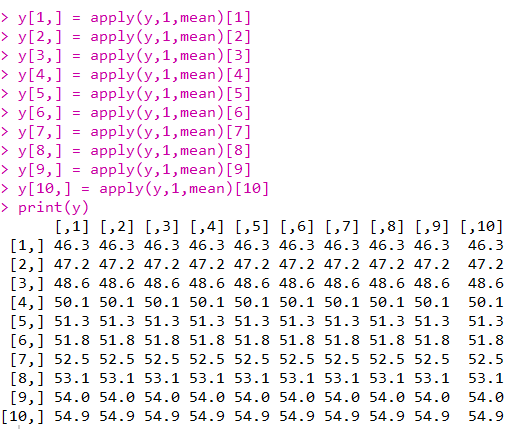 > y[1,] = apply(y,1,mean)[1]
> y[2,] = apply(y,1,mean)[2]
> y[3,] = apply(y,1,mean)[3]
> y[4,] = apply(y,1,mean)[4]
> y[5,] = apply(y,1,mean)[5]
> y[6,] = apply(y,1,mean)[6]
> y[7,] = apply(y,1,mean)[7]
> y[8,] = apply(y,1,mean)[8]
> y[9,] = apply(y,1,mean)[9]
> y[10,] = apply(y,1,mean)[10]
> print(y)
      [,1] [,2] [,3] [,4] [,5] [,6] [,7] [,8] [,9] [,10]
 [1,] 46.3 46.3 46.3 46.3 46.3 46.3 46.3 46.3 46.3  46.3
 [2,] 47.2 47.2 47.2 47.2 47.2 47.2 47.2 47.2 47.2  47.2
 [3,] 48.6 48.6 48.6 48.6 48.6 48.6 48.6 48.6 48.6  48.6
 [4,] 50.1 50.1 50.1 50.1 50.1 50.1 50.1 50.1 50.1  50.1
 [5,] 51.3 51.3 51.3 51.3 51.3 51.3 51.3 51.3 51.3  51.3
 [6,] 51.8 51.8 51.8 51.8 51.8 51.8 51.8 51.8 51.8  51.8
 [7,] 52.5 52.5 52.5 52.5 52.5 52.5 52.5 52.5 52.5  52.5
 [8,] 53.1 53.1 53.1 53.1 53.1 53.1 53.1 53.1 53.1  53.1
 [9,] 54.0 54.0 54.0 54.0 54.0 54.0 54.0 54.0 54.0  54.0
[10,] 54.9 54.9 54.9 54.9 54.9 54.9 54.9 54.9 54.9  54.9